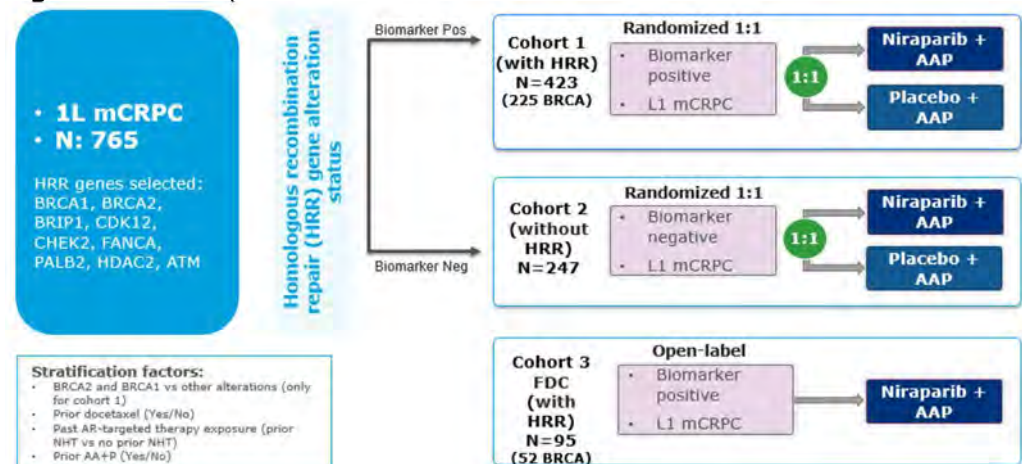 • 1L mCRPC
• N: 765
HRR genes selected:
BRCA1, BRCA2,
BRIP1, CDK12,
CHEK2, FANCA,
PALB2, HDAC2, ATM
Homologous recombination
repair (HRR) gene alteration
status
Biomarker Pos
Biomarker Neg
Cohort 1
(with HRR)
N=423
(225 BRCA)
Randomized 1:1
• Biomarker
positive
• L1 mCRPC
1:1
Niraparib +
AAP
Placebo +
AAP
Cohort 2
(without
HRR)
N=247
Randomized 1:1
• Biomarker
negative
• L1 mCRPC
1:1
Niraparib +
AAP
Placebo +
AAP
Cohort 3
FDC
(with
HRR)
N=95
(52 BRCA)
Open-label
• Biomarker
positive
• L1 mCRPC
Niraparib +
AAP
Stratification factors:
• BRCA2 and BRCA1 vs other alterations (only
for cohort 1)
• Prior docetaxel (Yes/No)
• Past AR-targeted therapy exposure (prior
NHT vs no prior NHT)
• Prior AA+P (Yes/No)